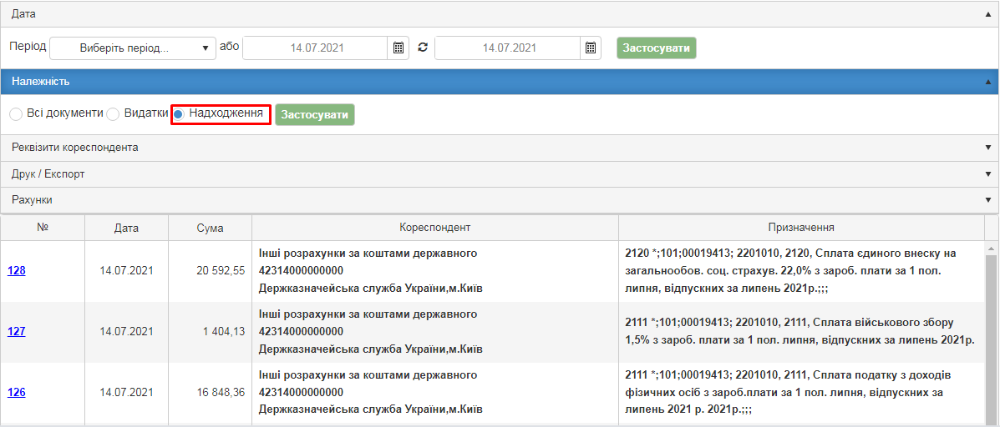 Дата
Період Виберіть період... або 14.07.2021 14.07.2021 Застосувати
Належність
Всі документи Видатки Надходження Застосувати
Реквізити кореспондента
Друк / Експорт
Рахунки
№ Дата Сума Кореспондент Призначення
128 14.07.2021 20 592,55
Інші розрахунки за коштами державного
42314000000000
Держказначейська служба України,м.Київ
2120 *;101;00019413; 2201010, 2120, Сплата єдиного внеску на
загальнообов. соц. страхув. 22,0% з зароб. плати за 1 пол.
липня, відпускних за липень 2021р.;;;
127 14.07.2021 1 404,13
Інші розрахунки за коштами державного
42314000000000
Держказначейська служба України,м.Київ
2111 *;101;00019413; 2201010, 2111, Сплата військового збору
1,5% з зароб. плати за 1 пол. липня, відпускних за липень 2021р.
126 14.07.2021 16 848,36
Інші розрахунки за коштами державного
42314000000000
Держказначейська служба України,м.Київ
2111 *;101;00019413; 2201010, 2111, Сплата податку з доходів
фізичних осіб з зароб.плати за 1 пол. липня, відпускних за
липень 2021 р. 2021р.;;;